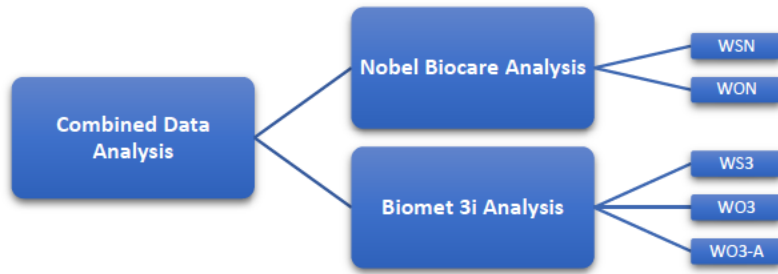 Combined Data
Analysis
Nobel Biocare Analysis
WSN
WON
Biomet 3i Analysis
WS3
WO3
WO3-A